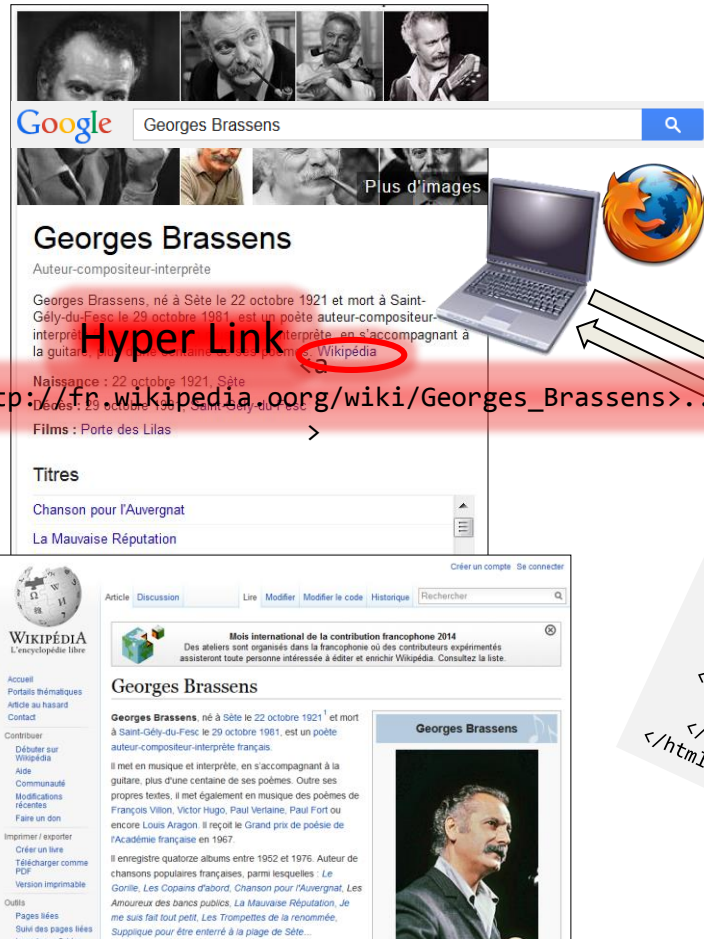 Google
Georges Brassens
Plus d'images
Georges Brassens
Auteur-compositeur-interprète
Georges Brassens, né à Sète le 22 octobre 1921 et mort à Saint-
Gély-du-Fesc le 29 octobre 1981, est un poète auteur-compositeur-
interprète, en s'accompagnant à
la guitare, plus d'une centaine de ses poèmes. Wikipédia
Hyper Link
<a
Naissance : 22 octobre 1921, Sète
tp://fr.wikipedia.oorg/wiki/Georges_Brassens>..
Décès : 29 octobre 1981, Saint-Gély-du-Fesc
Films : Porte des Lilas
>
Titres
Chanson pour l'Auvergnat
La Mauvaise Réputation
<
</
</html
Créer un compte Se connecter
Article Discussion Lire Modifier Modifier le code Historique Rechercher
WIKIPÉDIA
L'encyclopédie libre
Mois international de la contribution francophone 2014
Des ateliers sont organisés dans la francophonie où des contributeurs expérimentés
assisteront toute personne intéressée à éditer et enrichir Wikipédia. Consultez la liste.
Accueil
Portails thématiques
Article au hasard
Contact
Contribuer
Débuter sur
Wikipédia
Aide
Communauté
Modifications
récentes
Faire un don
Imprimer / exporter
Créer un livre
Télécharger comme
PDF
Version imprimable
Outils
Pages liées
Suivi des pages liées
Georges Brassens
Georges Brassens, né à Sète le 22 octobre 1921¹ et mort
à Saint-Gély-du-Fesc le 29 octobre 1981, est un poète
auteur-compositeur-interprète français.
Il met en musique et interprète, en s'accompagnant à la
guitare, plus d'une centaine de ses poèmes. Outre ses
propres textes, il met également en musique des poèmes de
François Villon, Victor Hugo, Paul Verlaine, Paul Fort ou
encore Louis Aragon. Il reçoit le Grand prix de poésie de
l'Académie française en 1967.
Il enregistre quatorze albums entre 1952 et 1976. Auteur de
chansons populaires françaises, parmi lesquelles : Le
Gorille, Les Copains d'abord, Chanson pour l'Auvergnat, Les
Amoureux des bancs publics, La Mauvaise Réputation, Je
me suis fait tout petit, Les Trompettes de la renommée,
Supplique pour être enterré à la plage de Sète...
Georges Brassens